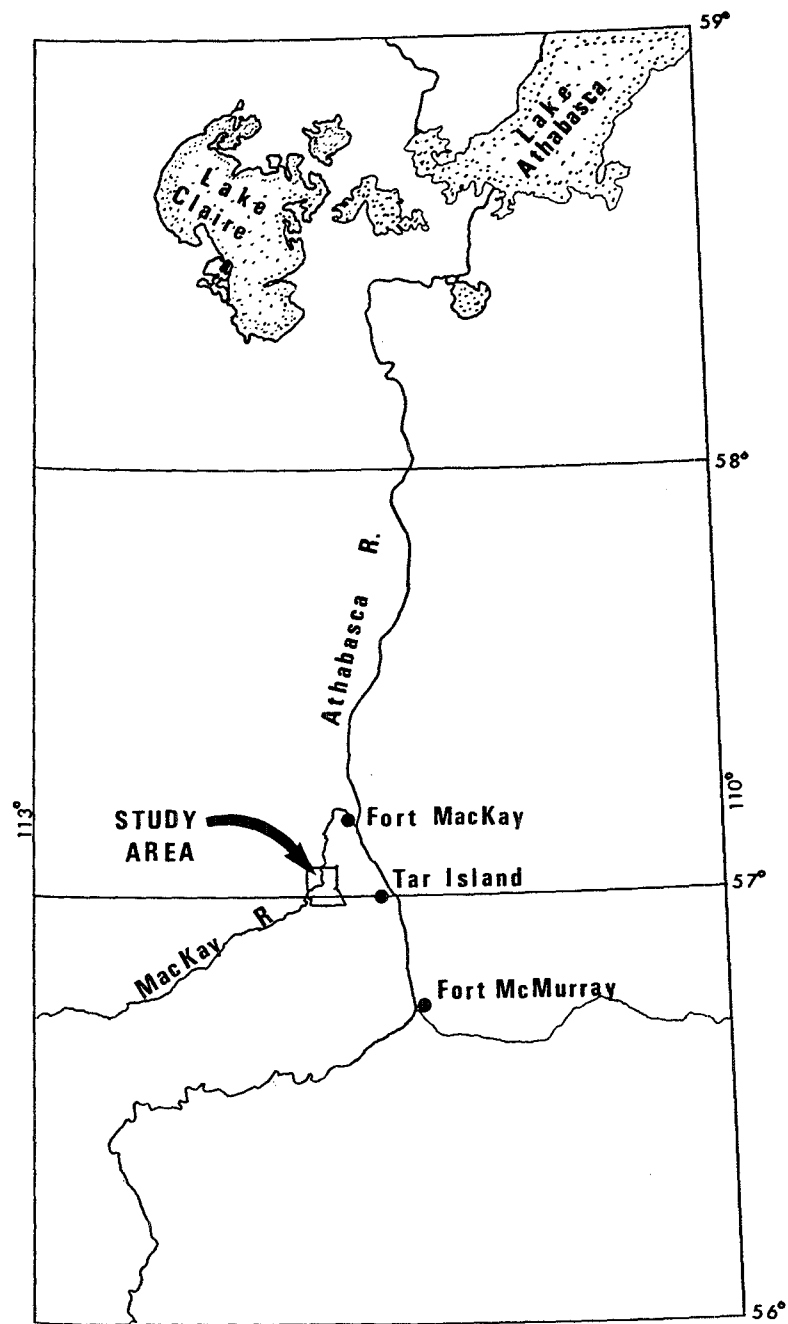 59°
Lake
Athabasca
Lake
Claire
58°
Athabasca R.
113°
110°
STUDY
AREA
Fort MacKay
Tar Island
57°
MacKay R
Fort McMurray
56°